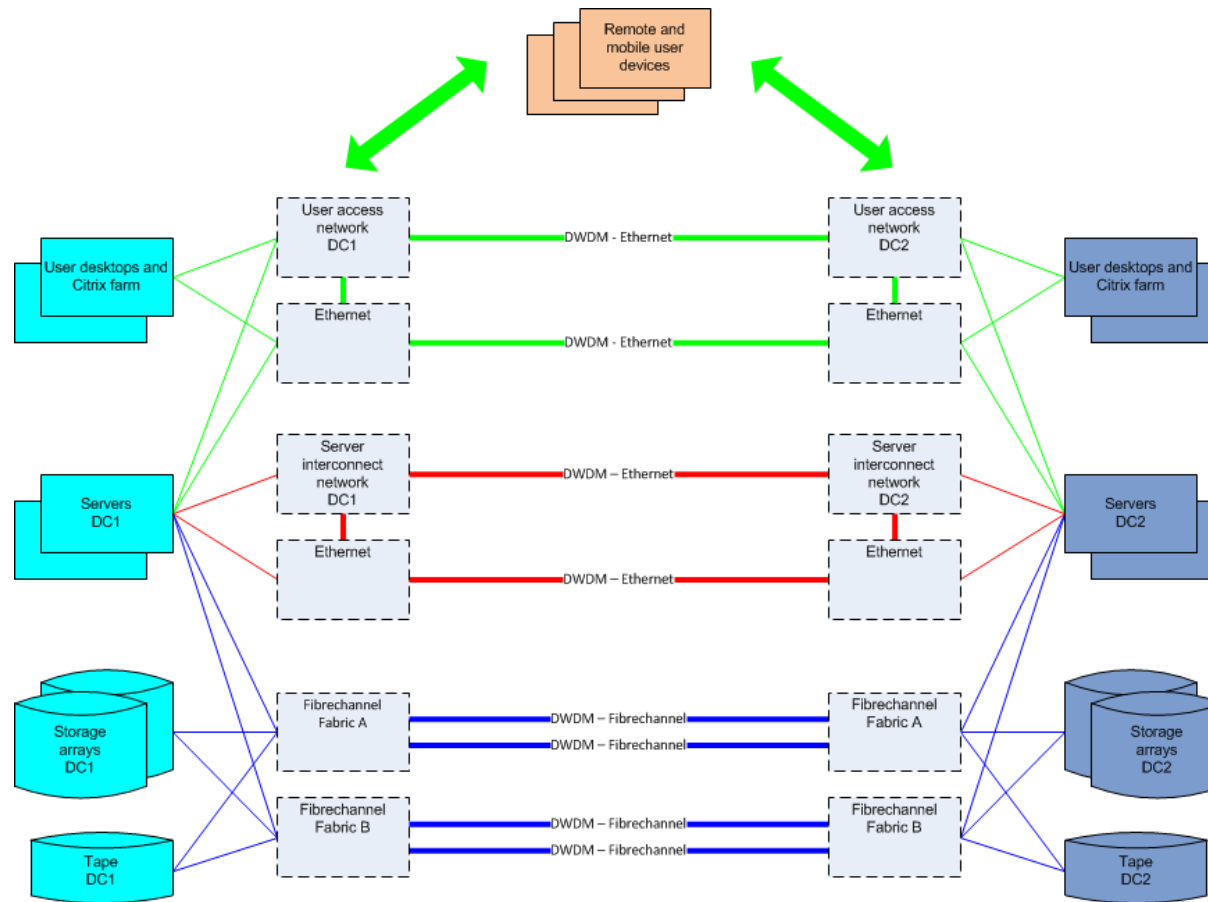 Remote and
mobile user
devices
User access
network
DC1
DWDM - Ethernet
User access
network
DC2
User desktops and
Citrix farm
User desktops and
Citrix farm
Ethernet
DWDM - Ethernet
Ethernet
Server
interconnect
network
DC1
DWDM – Ethernet
Server
interconnect
network
DC2
Servers
DC1
Servers
DC2
Ethernet
DWDM – Ethernet
Ethernet
Fibrechannel
Fabric A
DWDM – Fibrechannel
DWDM – Fibrechannel
Fibrechannel
Fabric A
Storage
arrays
DC1
Storage
arrays
DC2
Fibrechannel
Fabric B
DWDM – Fibrechannel
DWDM – Fibrechannel
Fibrechannel
Fabric B
Tape
DC1
Tape
DC2